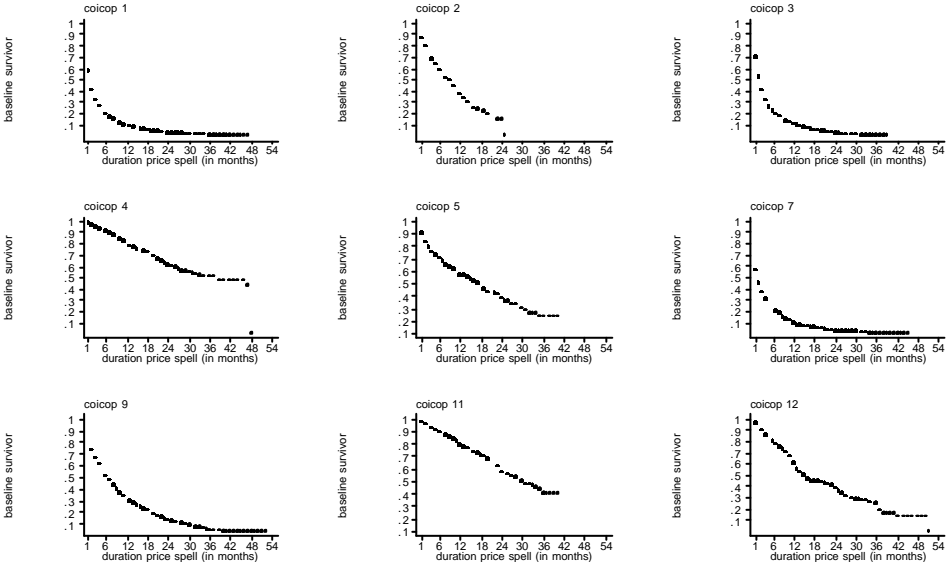 coicop 1
baseline survivor
1
.9
.8
.7
.6
.5
.4
.3
.2
.1
1 6 12 18 24 30 36 42 48 54
duration price spell (in months)
coicop 2
baseline survivor
1
.9
.8
.7
.6
.5
.4
.3
.2
.1
1 6 12 18 24 30 36 42 48 54
duration price spell (in months)
coicop 3
baseline survivor
1
.9
.8
.7
.6
.5
.4
.3
.2
.1
1 6 12 18 24 30 36 42 48 54
duration price spell (in months)
coicop 4
baseline survivor
1
.9
.8
.7
.6
.5
.4
.3
.2
.1
1 6 12 18 24 30 36 42 48 54
duration price spell (in months)
coicop 5
baseline survivor
1
.9
.8
.7
.6
.5
.4
.3
.2
.1
1 6 12 18 24 30 36 42 48 54
duration price spell (in months)
coicop 7
baseline survivor
1
.9
.8
.7
.6
.5
.4
.3
.2
.1
1 6 12 18 24 30 36 42 48 54
duration price spell (in months)
coicop 9
baseline survivor
1
.9
.8
.7
.6
.5
.4
.3
.2
.1
1 6 12 18 24 30 36 42 48 54
duration price spell (in months)
coicop 11
baseline survivor
1
.9
.8
.7
.6
.5
.4
.3
.2
.1
1 6 12 18 24 30 36 42 48 54
duration price spell (in months)
coicop 12
baseline survivor
1
.9
.8
.7
.6
.5
.4
.3
.2
.1
1 6 12 18 24 30 36 42 48 54
duration price spell (in months)